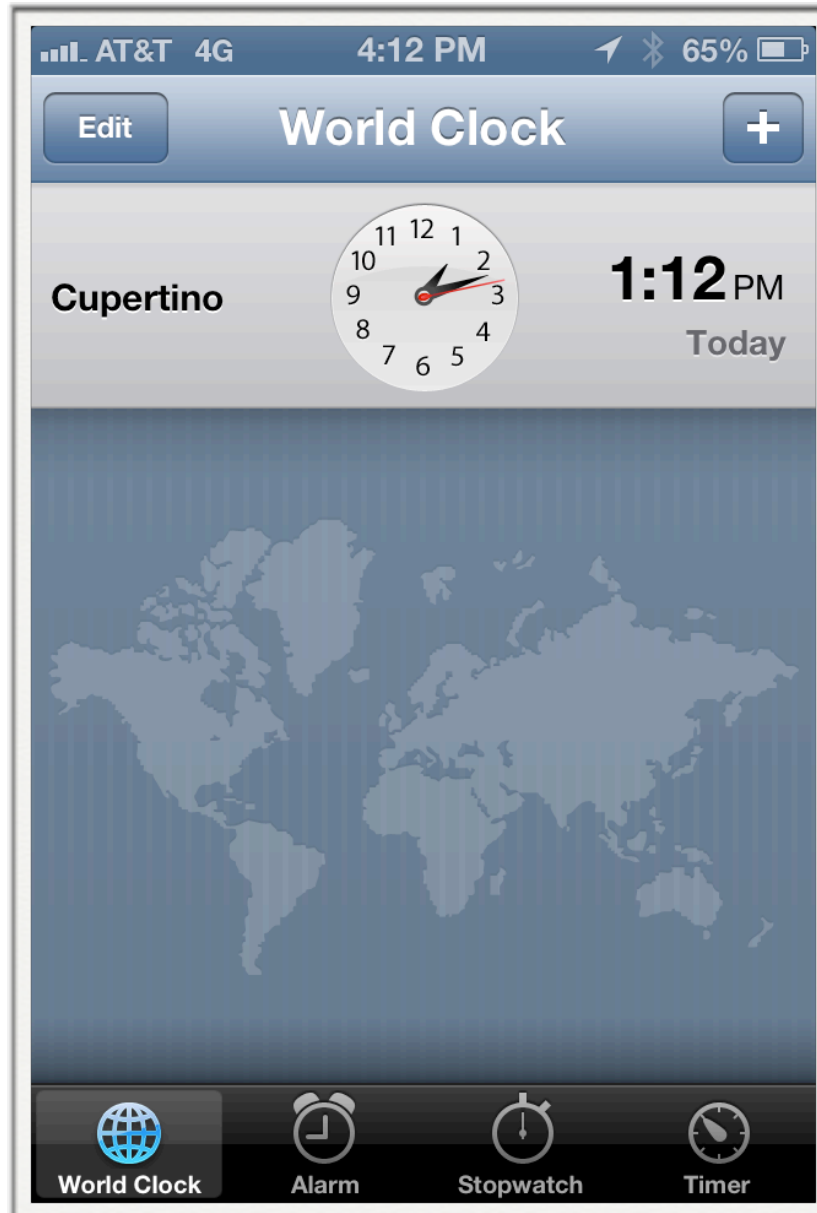 AT&T 4G 4:12 PM 65%
Edit World Clock +
Cupertino
11 12 1
10 2
9 3
8 4
7 6 5
1:12 PM
Today
World Clock Alarm Stopwatch Timer